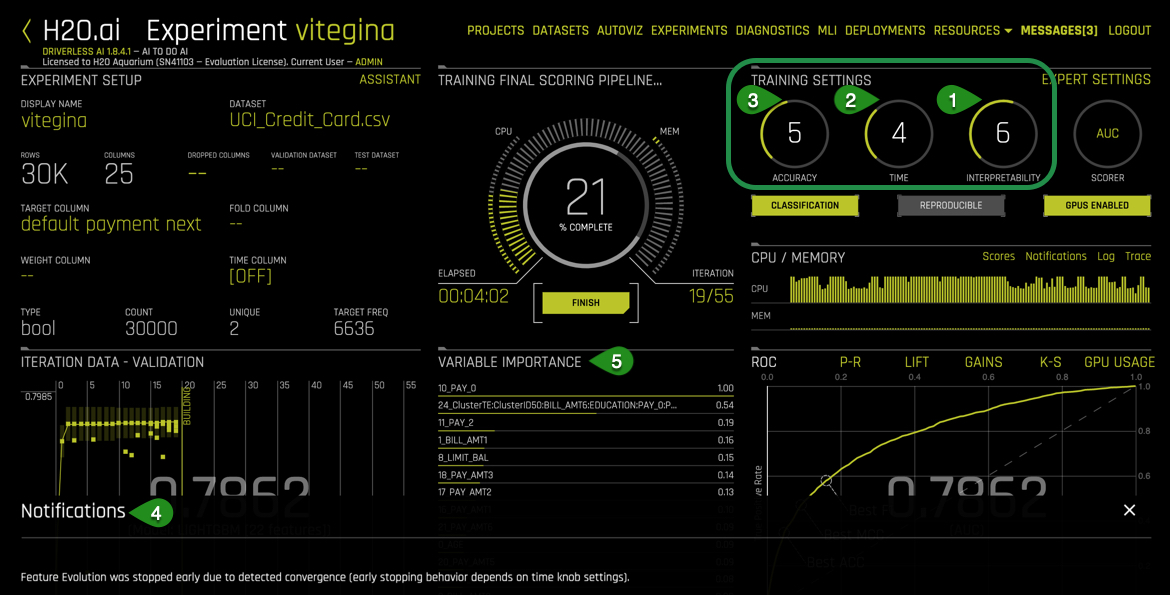 H2O.ai Experiment vitegina
DRIVERLESS AI 1.8.4.1 – AI TO DO AI
Licensed to H2O Aquarium (SN41103 – Evaluation License). Current User – ADMIN
PROJECTS DATASETS AUTOVIZ EXPERIMENTS DIAGNOSTICS MLI DEPLOYMENTS RESOURCES MESSAGES[3] LOGOUT
EXPERIMENT SETUP ASSISTANT
DISPLAY NAME DATASET
vitegina UCI_Credit_Card.csv
ROWS COLUMNS DROPPED COLUMNS VALIDATION DATASET TEST DATASET
30K 25 -- -- --
TARGET COLUMN FOLD COLUMN
default payment next --
WEIGHT COLUMN TIME COLUMN
-- [OFF]
TYPE COUNT UNIQUE TARGET FREQ
bool 30000 2 6636
TRAINING FINAL SCORING PIPELINE...
CPU MEM
21
% COMPLETE
ELAPSED ITERATION
00:04:02 19/55
FINISH
TRAINING SETTINGS EXPERT SETTINGS
3 2 1
5 4 6 AUC
ACCURACY TIME INTERPRETABILITY SCORER
CLASSIFICATION REPRODUCIBLE GPUS ENABLED
CPU / MEMORY Scores Notifications Log Trace
CPU
MEM
ITERATION DATA - VALIDATION
0 5 10 15 20 25 30 35 40 45 50 55
0.7985
BUILDING
0.7862
VARIABLE IMPORTANCE 5
10_PAY_0 1.00
24_ClusterTE:ClusterID50:BILL_AMT6:EDUCATION:PAY_0:P... 0.54
11_PAY_2 0.19
1_BILL_AMT1 0.16
8_LIMIT_BAL 0.15
18_PAY_AMT3 0.14
17_PAY_AMT2 0.13
ROC P-R LIFT GAINS K-S GPU USAGE
0.0 0.2 0.4 0.6 0.8 1.0
1.0
0.8
0.6
0.7862
Best ACC
Notifications 4
Feature Evolution was stopped early due to detected convergence (early stopping behavior depends on time knob settings).